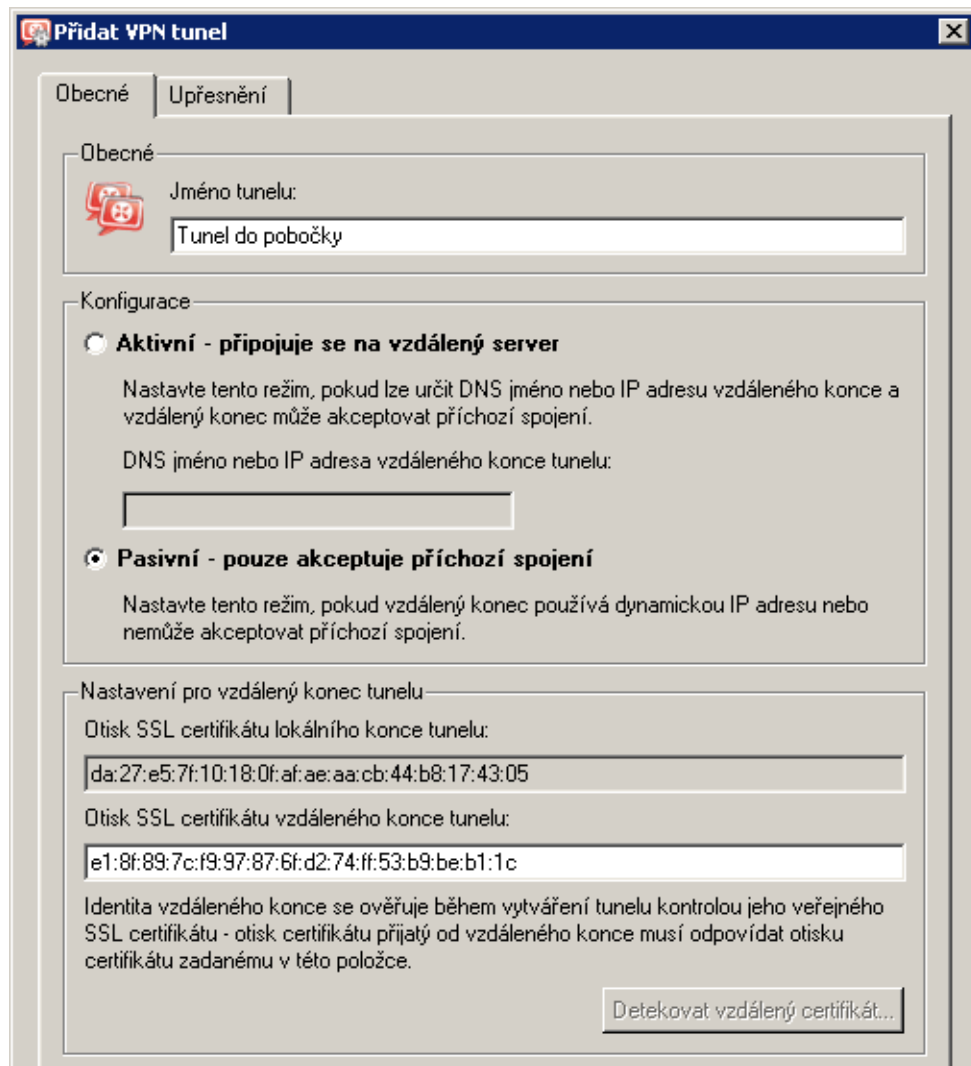 Přidat VPN tunel
Obecné
Upřesnění
Obecné
Jméno tunelu:
Tunel do pobočky
Konfigurace
Aktivní - připojuje se na vzdálený server
Nastavte tento režim, pokud lze určit DNS jméno nebo IP adresu vzdáleného konce a
vzdálený konec může akceptovat příchozí spojení.
DNS jméno nebo IP adresa vzdáleného konce tunelu:
Pasivní - pouze akceptuje příchozí spojení
Nastavte tento režim, pokud vzdálený konec používá dynamickou IP adresu nebo
nemůže akceptovat příchozí spojení.
Nastavení pro vzdálený konec tunelu
Otisk SSL certifikátu lokálního konce tunelu:
da:27:e5:7f:10:18:0f:af:ae:aa:cb:44:b8:17:43:05
Otisk SSL certifikátu vzdáleného konce tunelu:
e1:8f:89:7c:f9:97:87:6f:d2:74:ff:53:b9:be:b1:1c
Identita vzdáleného konce se ověřuje během vytváření tunelu kontrolou jeho veřejného
SSL certifikátu - otisk certifikátu přijatý od vzdáleného konce musí odpovídat otisku
certifikátu zadanému v této položce.
Detekovat vzdálený certifikát...